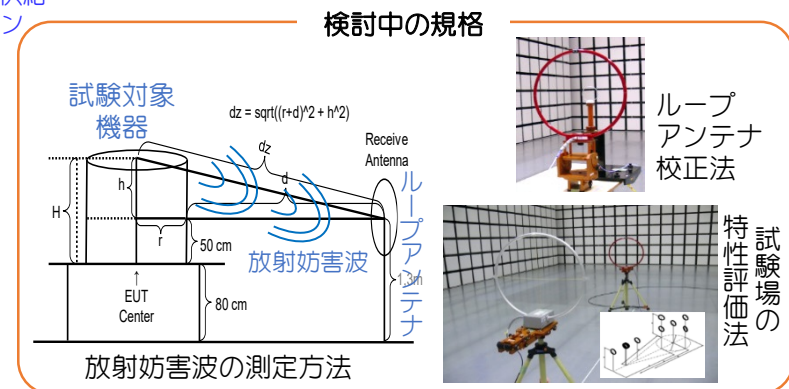 ン
検討中の規格
試験対象
機器
dz = sqrt((r+d)^2 + h^2)
Receive
Antenna
dz
d
h
H
r
50 cm
放射妨害波
ループアンテナ
1.3m
EUT
Center
80 cm
放射妨害波の測定方法
ループ
アンテナ
校正法
試験場の
特性評価法